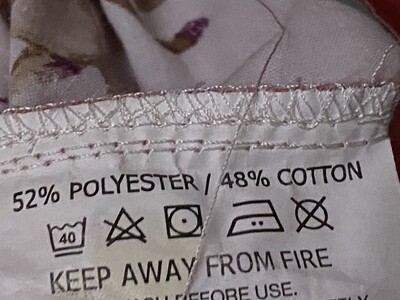 52% POLYESTER / 48% COTTON
40
KEEP AWAY FROM FIRE
BEFORE USE.